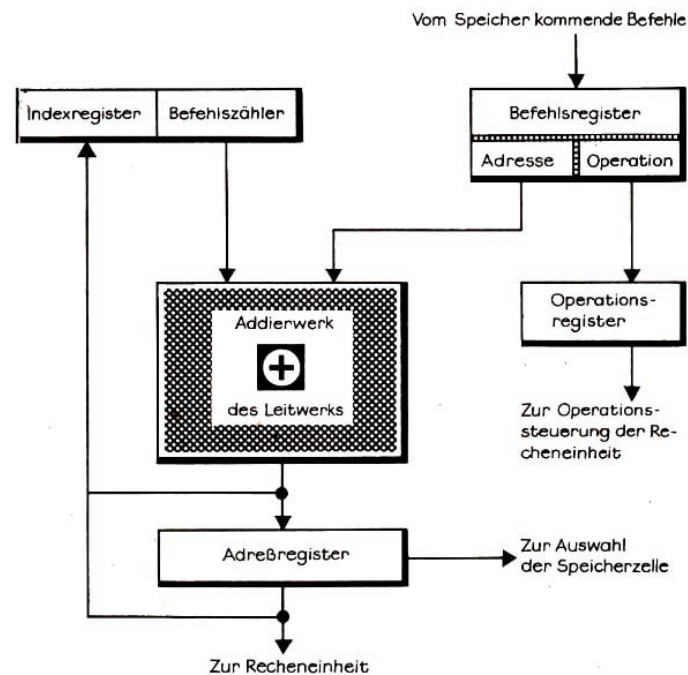 Vom Speicher kommende Befehle
Indexregister
Befehlszähler
Befehlsregister
Adresse
Operation
Addierwerk
des Leitwerks
Operations-
register
Zur Operations-
steuerung der Re-
cheneinheit
Adreßregister
Zur Auswahl
der Speicherzelle
Zur Recheneinheit